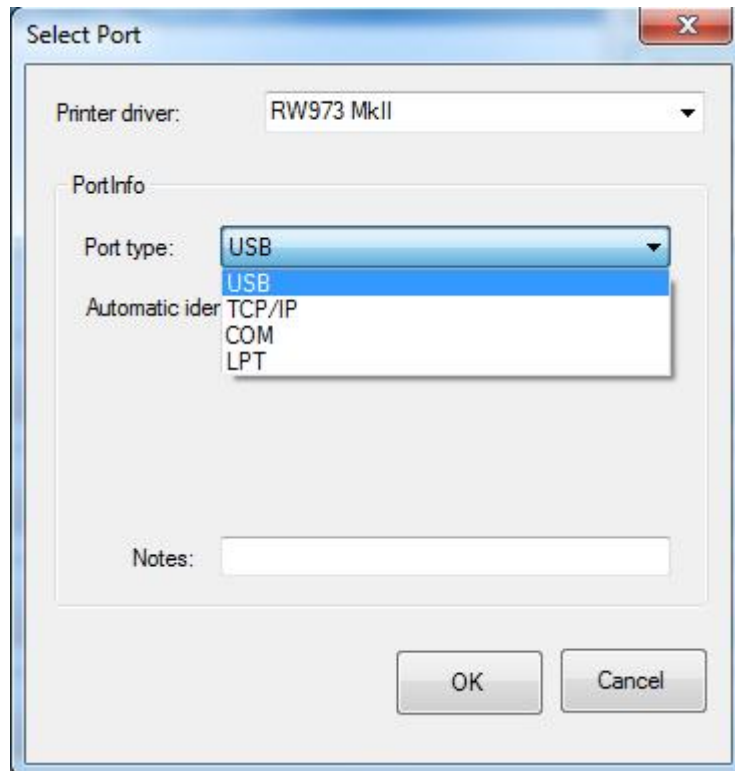 Select Port
Printer driver: RW973 MkII
PortInfo
Port type: USB
USB
Automatic ider TCP/IP
COM
LPT
Notes:
OK Cancel